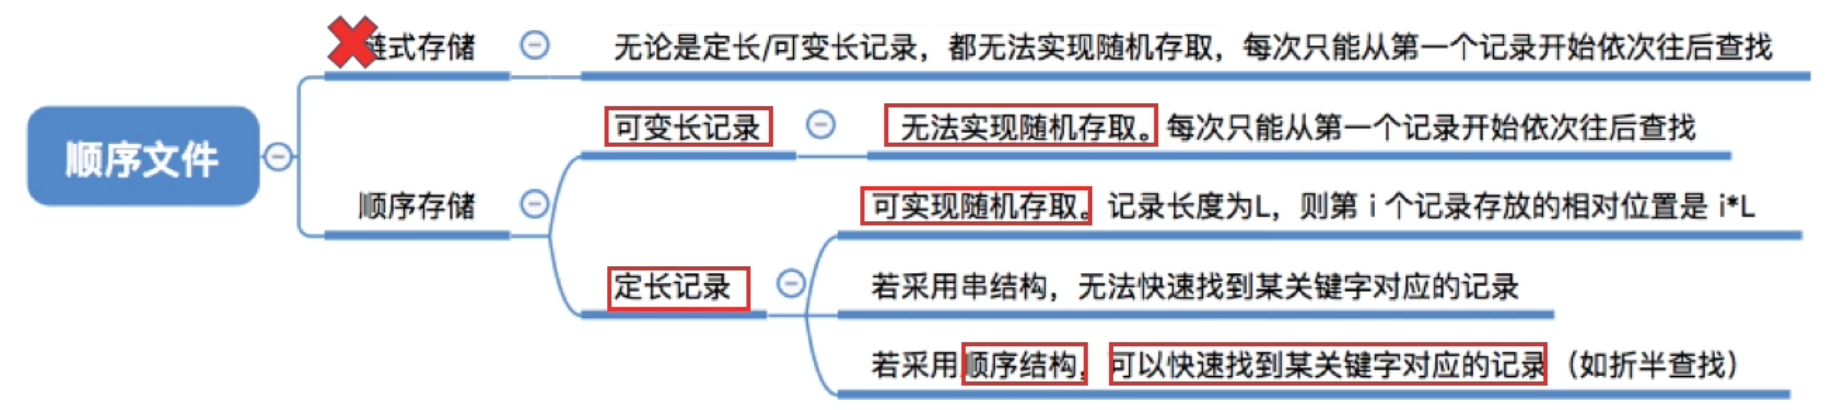 顺序文件
链式存储
无论是定长/可变长记录，都无法实现随机存取，每次只能从第一个记录开始依次往后查找
顺序存储
可变长记录
无法实现随机存取。每次只能从第一个记录开始依次往后查找
定长记录
可实现随机存取。记录长度为L，则第 i 个记录存放的相对位置是 i*L
若采用串结构，无法快速找到某关键字对应的记录
若采用顺序结构，可以快速找到某关键字对应的记录（如折半查找）